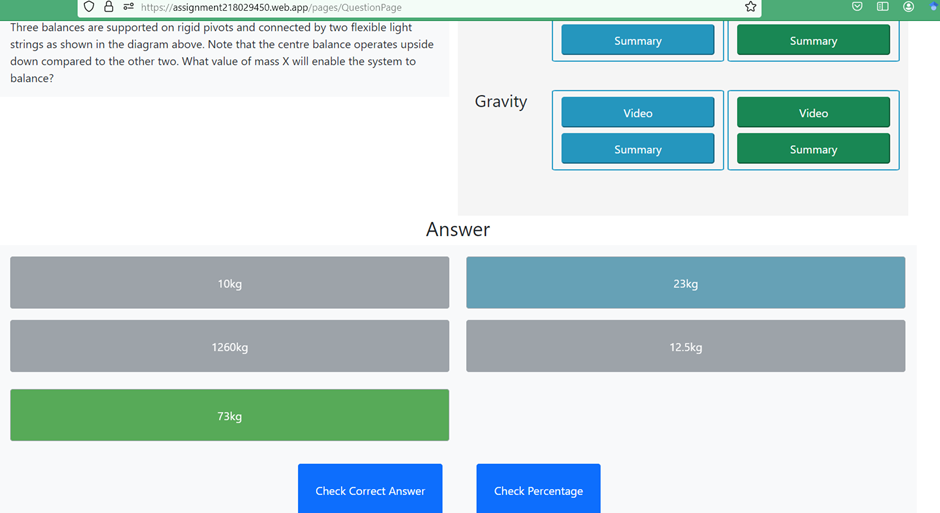 https://assignment218029450.web.app/pages/QuestionPage
Three balances are supported on rigid pivots and connected by two flexible light
strings as shown in the diagram above. Note that the centre balance operates upside
down compared to the other two. What value of mass X will enable the system to
balance?
Summary
Summary
Gravity
Video
Video
Summary
Summary
Answer
10kg
23kg
1260kg
12.5kg
73kg
Check Correct Answer
Check Percentage